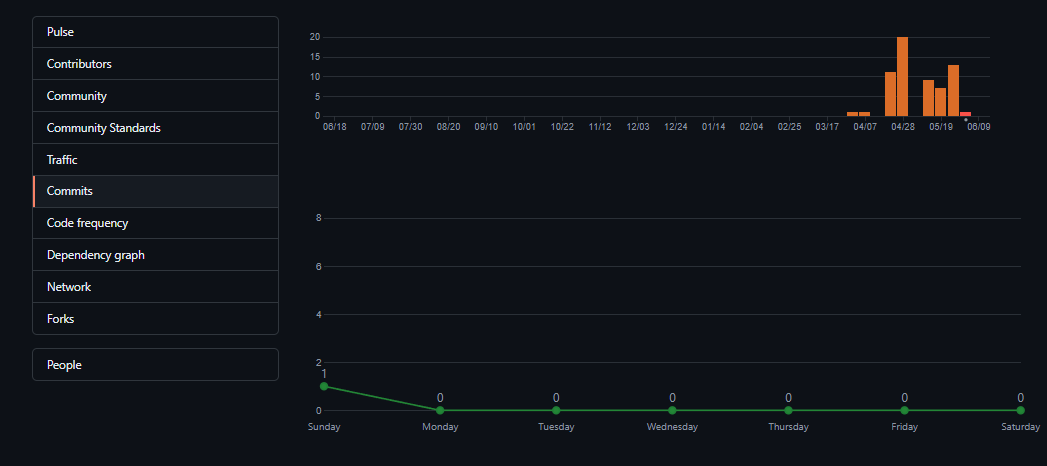 Pulse
Contributors
Community
Community Standards
Traffic
Commits
Code frequency
Dependency graph
Network
Forks
People
20
15
10
5
0
06/18 07/09 07/30 08/20 09/10 10/01 10/22 11/12 12/03 12/24 01/14 02/04 02/25 03/17 04/07 04/28 05/19 06/09
8
6
4
2
0
1 0 0 0 0 0 0
Sunday Monday Tuesday Wednesday Thursday Friday Saturday